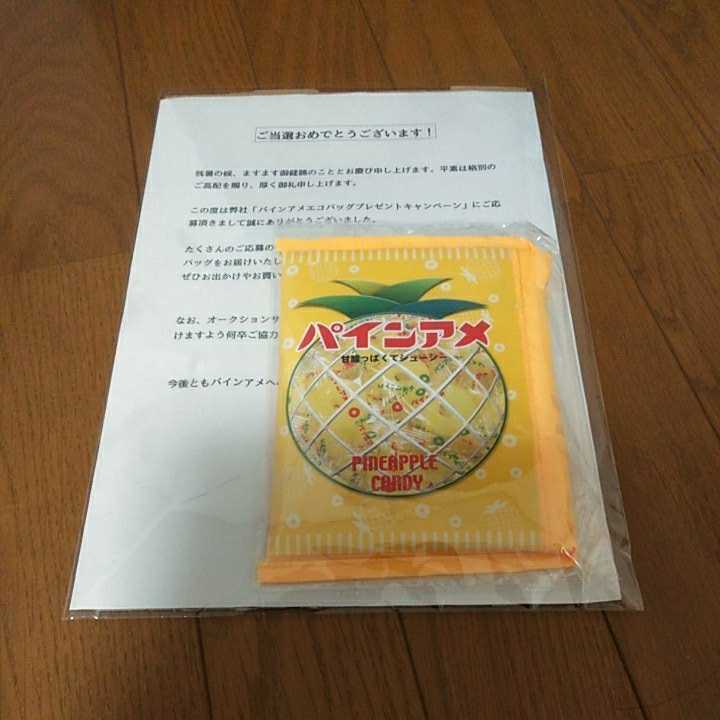 ご当選おめでとうございます！
残暑の候、ますます御健勝のこととお慶び申し上げます。平素は格別の
ご高配を賜り、厚く御礼申し上げます。
この度は弊社「パインアメエコバッグプレゼントキャンペーン」にご応
募頂きまして誠にありがとうございました。
たくさんのご応募の
バッグをお届けいたし
ぜひお出かけやお買い
なお、オークションサ
けますよう何卒ご協力
今後ともパインアメへ
パインアメ
甘酸っぱくてジューシー
PINEAPPLE
CANDY